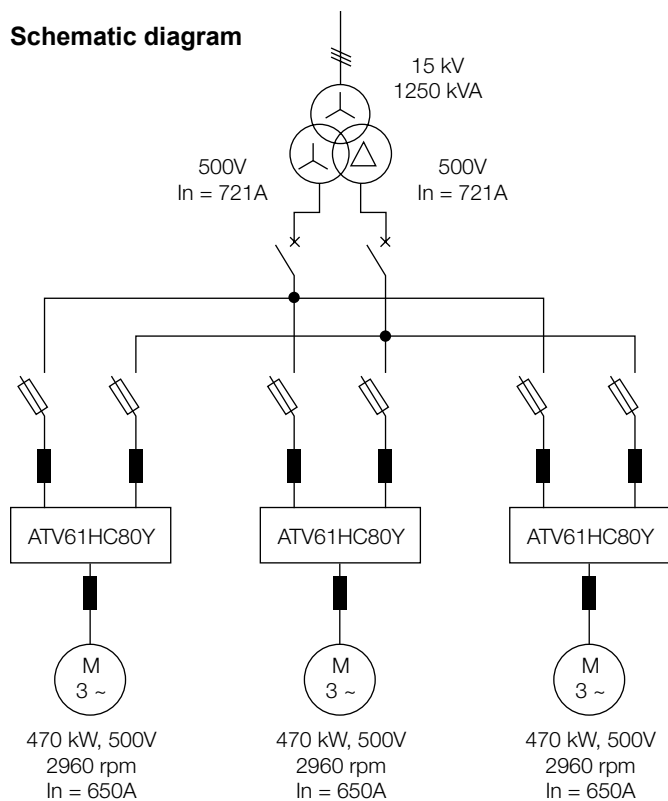 Schematic diagram
15 kV
1250 kVA
500V
In = 721A
500V
In = 721A
ATV61HC80Y
ATV61HC80Y
ATV61HC80Y
M
3 ~
M
3 ~
M
3 ~
470 kW, 500V
2960 rpm
In = 650A
470 kW, 500V
2960 rpm
In = 650A
470 kW, 500V
2960 rpm
In = 650A